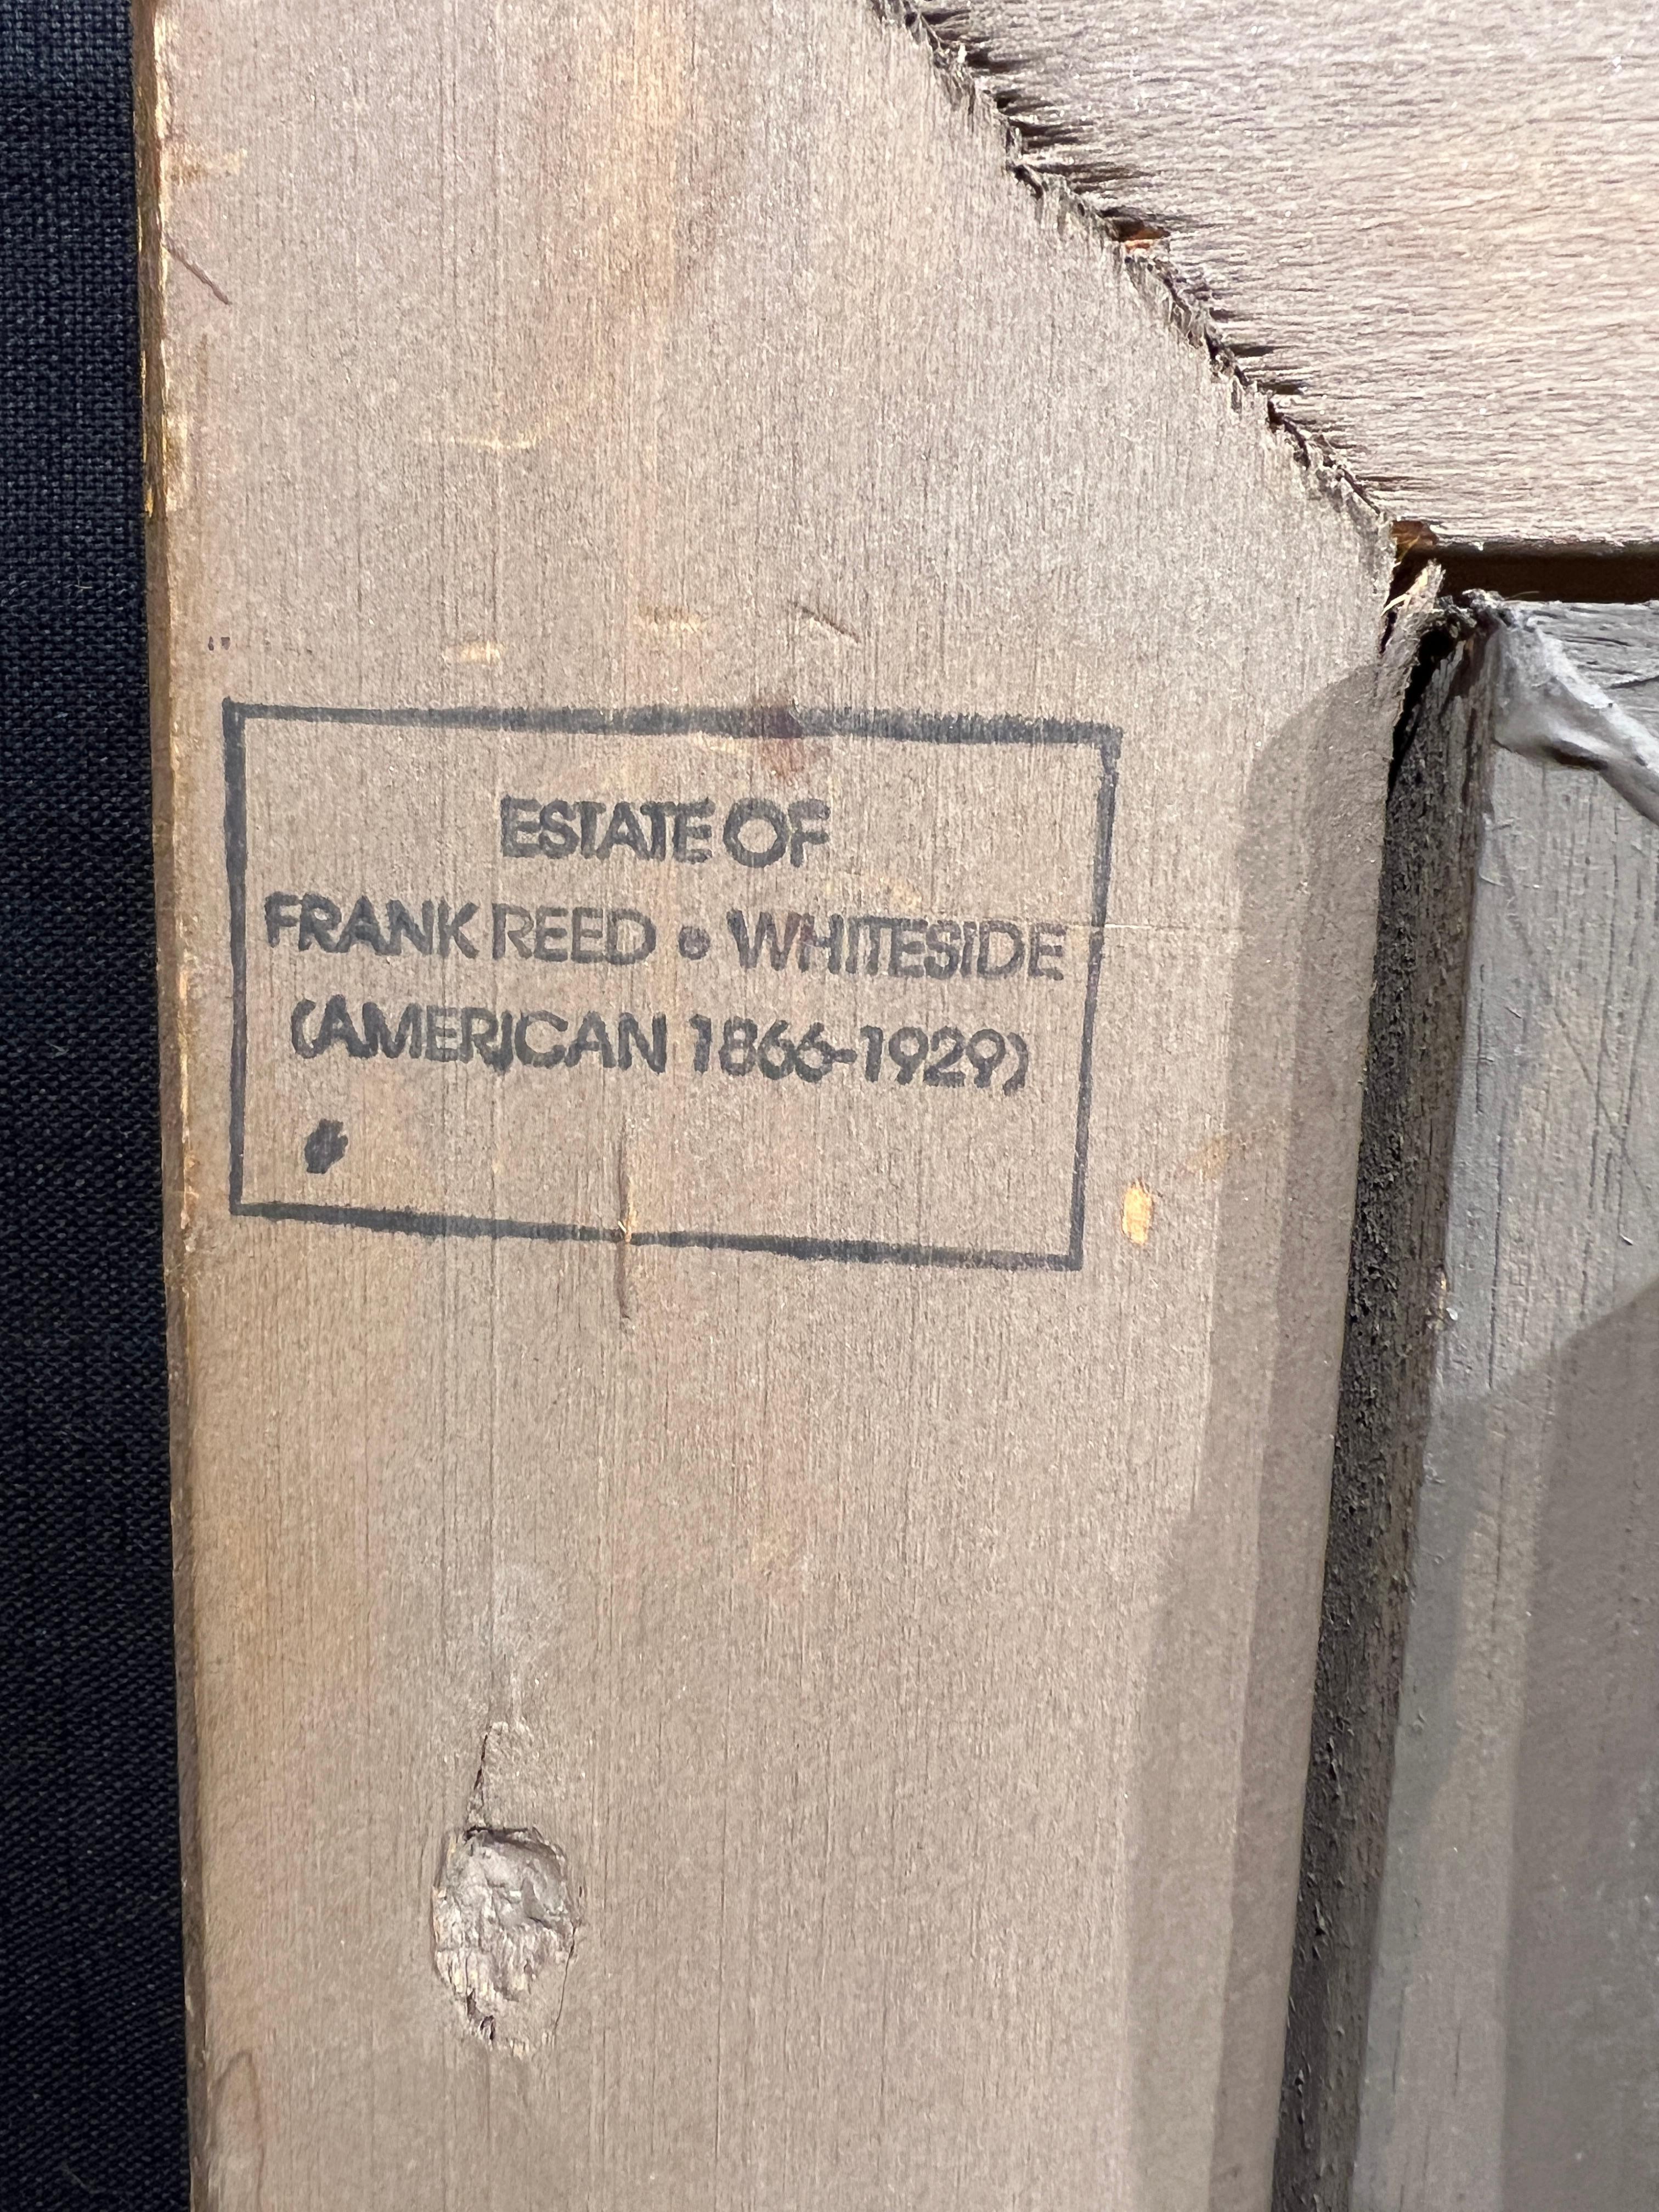 ESTATE OF
FRANK REED • WHITESIDE
(AMERICAN 1866-1929)
#